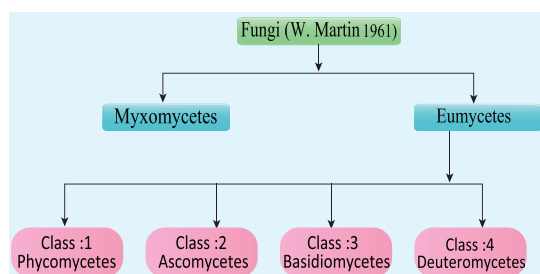 Fungi (W. Martin 1961)
Myxomycetes
Eumycetes
Class :1
Phycomycetes
Class :2
Ascomycetes
Class :3
Basidiomycetes
Class :4
Deuteromycetes